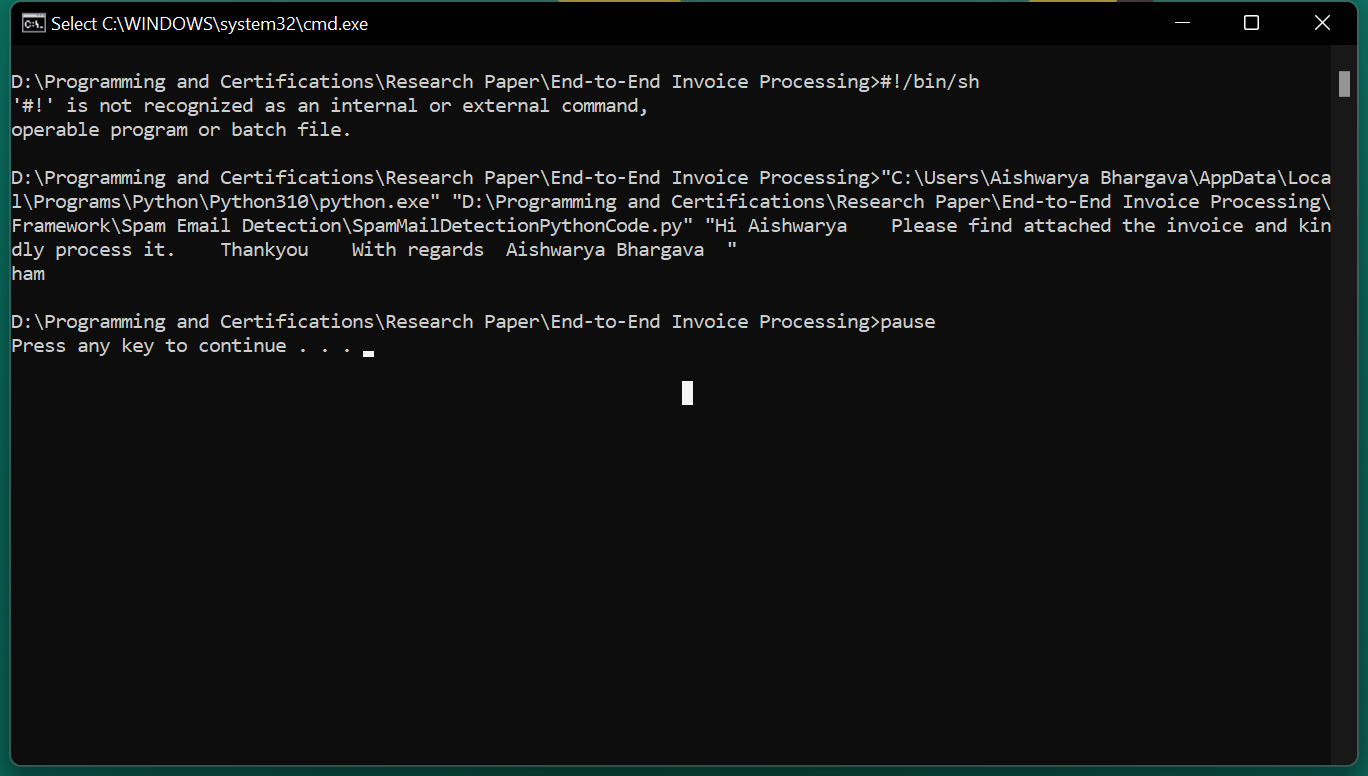 Select C:\WINDOWS\system32\cmd.exe
D:\Programming and Certifications\Research Paper\End-to-End Invoice Processing>#!/bin/sh
'#!' is not recognized as an internal or external command,
operable program or batch file.
D:\Programming and Certifications\Research Paper\End-to-End Invoice Processing>"C:\Users\Aishwarya Bhargava\AppData\Loca
l\Programs\Python\Python310\python.exe" "D:\Programming and Certifications\Research Paper\End-to-End Invoice Processing\
Framework\Spam Email Detection\SpamMailDetectionPythonCode.py" "Hi Aishwarya    Please find attached the invoice and kin
dly process it.    Thankyou    With regards  Aishwarya Bhargava  "
ham
D:\Programming and Certifications\Research Paper\End-to-End Invoice Processing>pause
Press any key to continue . . .